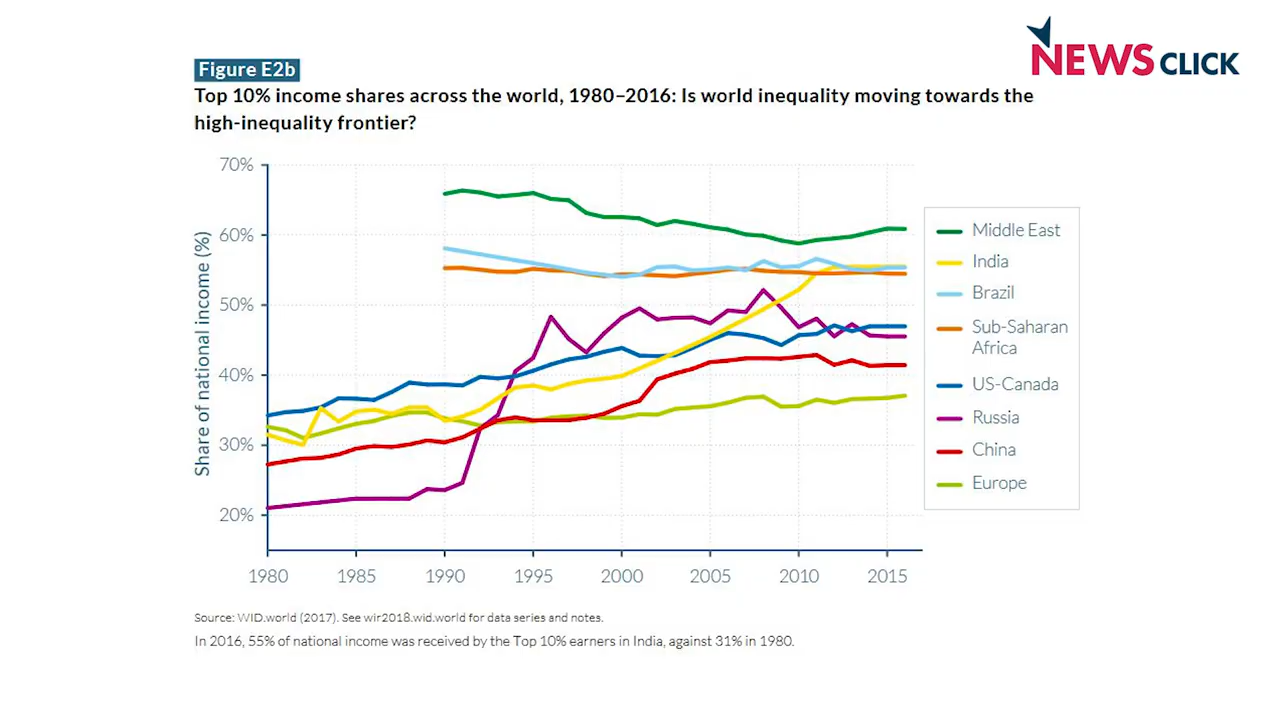 NEWS CLICK
Figure E2b
Top 10% income shares across the world, 1980–2016: Is world inequality moving towards the
high-inequality frontier?
Share of national income (%)
70%
60%
50%
40%
30%
20%
1980 1985 1990 1995 2000 2005 2010 2015
Middle East
India
Brazil
Sub-Saharan
Africa
US-Canada
Russia
China
Europe
Source: WID.world (2017). See wir2018.wid.world for data series and notes.
In 2016, 55% of national income was received by the Top 10% earners in India, against 31% in 1980.